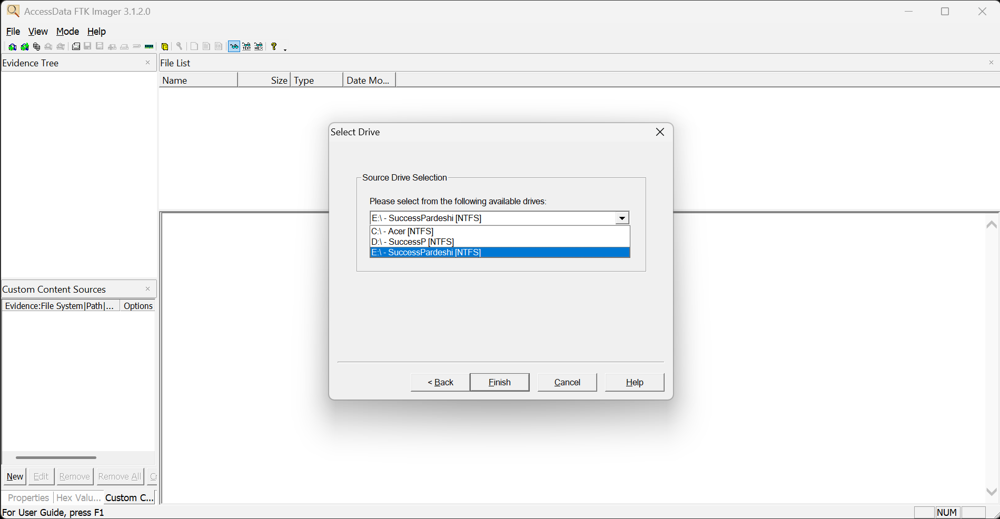 AccessData FTK Imager 3.1.2.0
File View Mode Help
Evidence Tree
File List
Name Size Type Date Mo...
Select Drive
Source Drive Selection
Please select from the following available drives:
E:\ - SuccessPardeshi [NTFS]
C:\ - Acer [NTFS]
D:\ - SuccessP [NTFS]
E:\ - SuccessPardeshi [NTFS]
< Back Finish Cancel Help
Custom Content Sources
Evidence:File System|Path|... Options
New Edit Remove Remove All
Properties Hex Valu... Custom C...
For User Guide, press F1
NUM